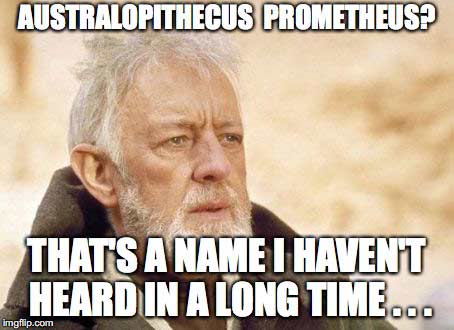 AUSTRALOPITHECUS PROMETHEUS?
THAT'S A NAME I HAVEN'T
HEARD IN A LONG TIME . . .
imgflip.com